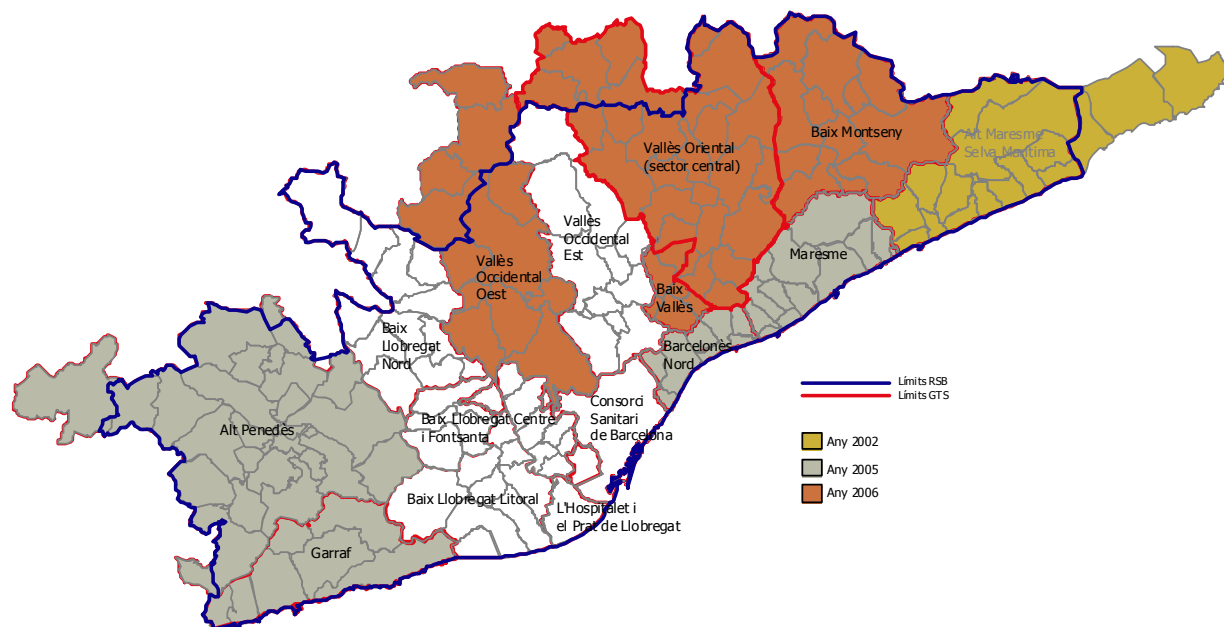 Baix Montseny
Alt Maresme
Selva Marítima
Vallès Oriental
(sector central)
Vallès
Occidental
Est
Maresme
Vallès
Occidental
Oest
Baix
Vallès
Baix
Llobregat
Nord
Barcelonès
Nord
Límits RSB
Límits GTS
Consorci
Sanitari
de Barcelona
Baix Llobregat Centre
i Fontsanta
Alt Penedès
Any 2002
Any 2005
Any 2006
Baix Llobregat Litoral
L'Hospitalet i
el Prat de Llobregat
Garraf